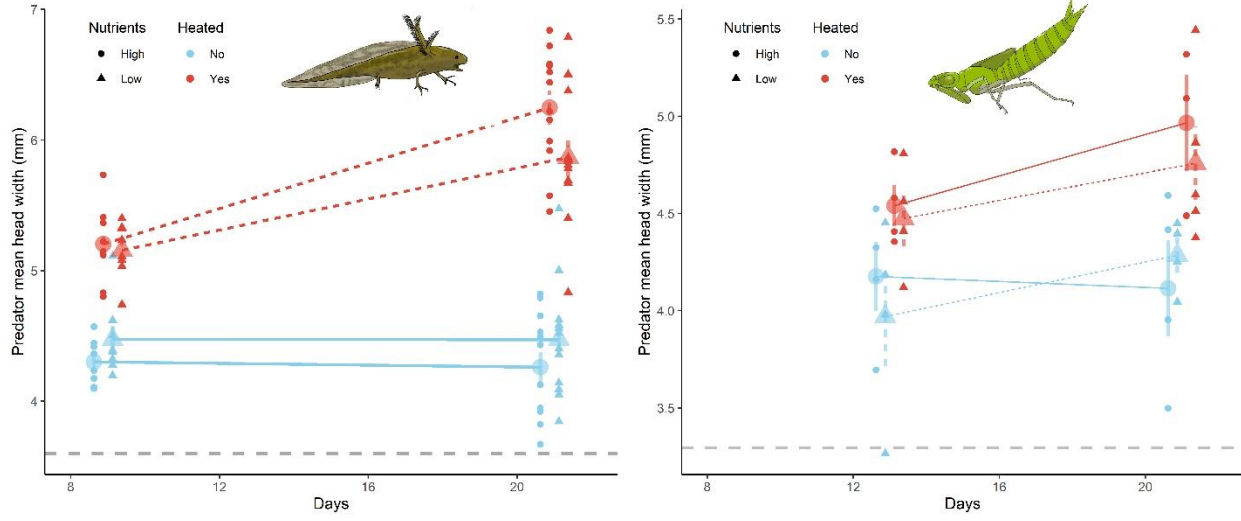 Nutrients Heated
High No
Low Yes
7
6
5
4
Predator mean head width (mm)
8 12 16 20
Days
Nutrients Heated
High No
Low Yes
5.5
5.0
4.5
4.0
3.5
Predator mean head width (mm)
8 12 16 20
Days